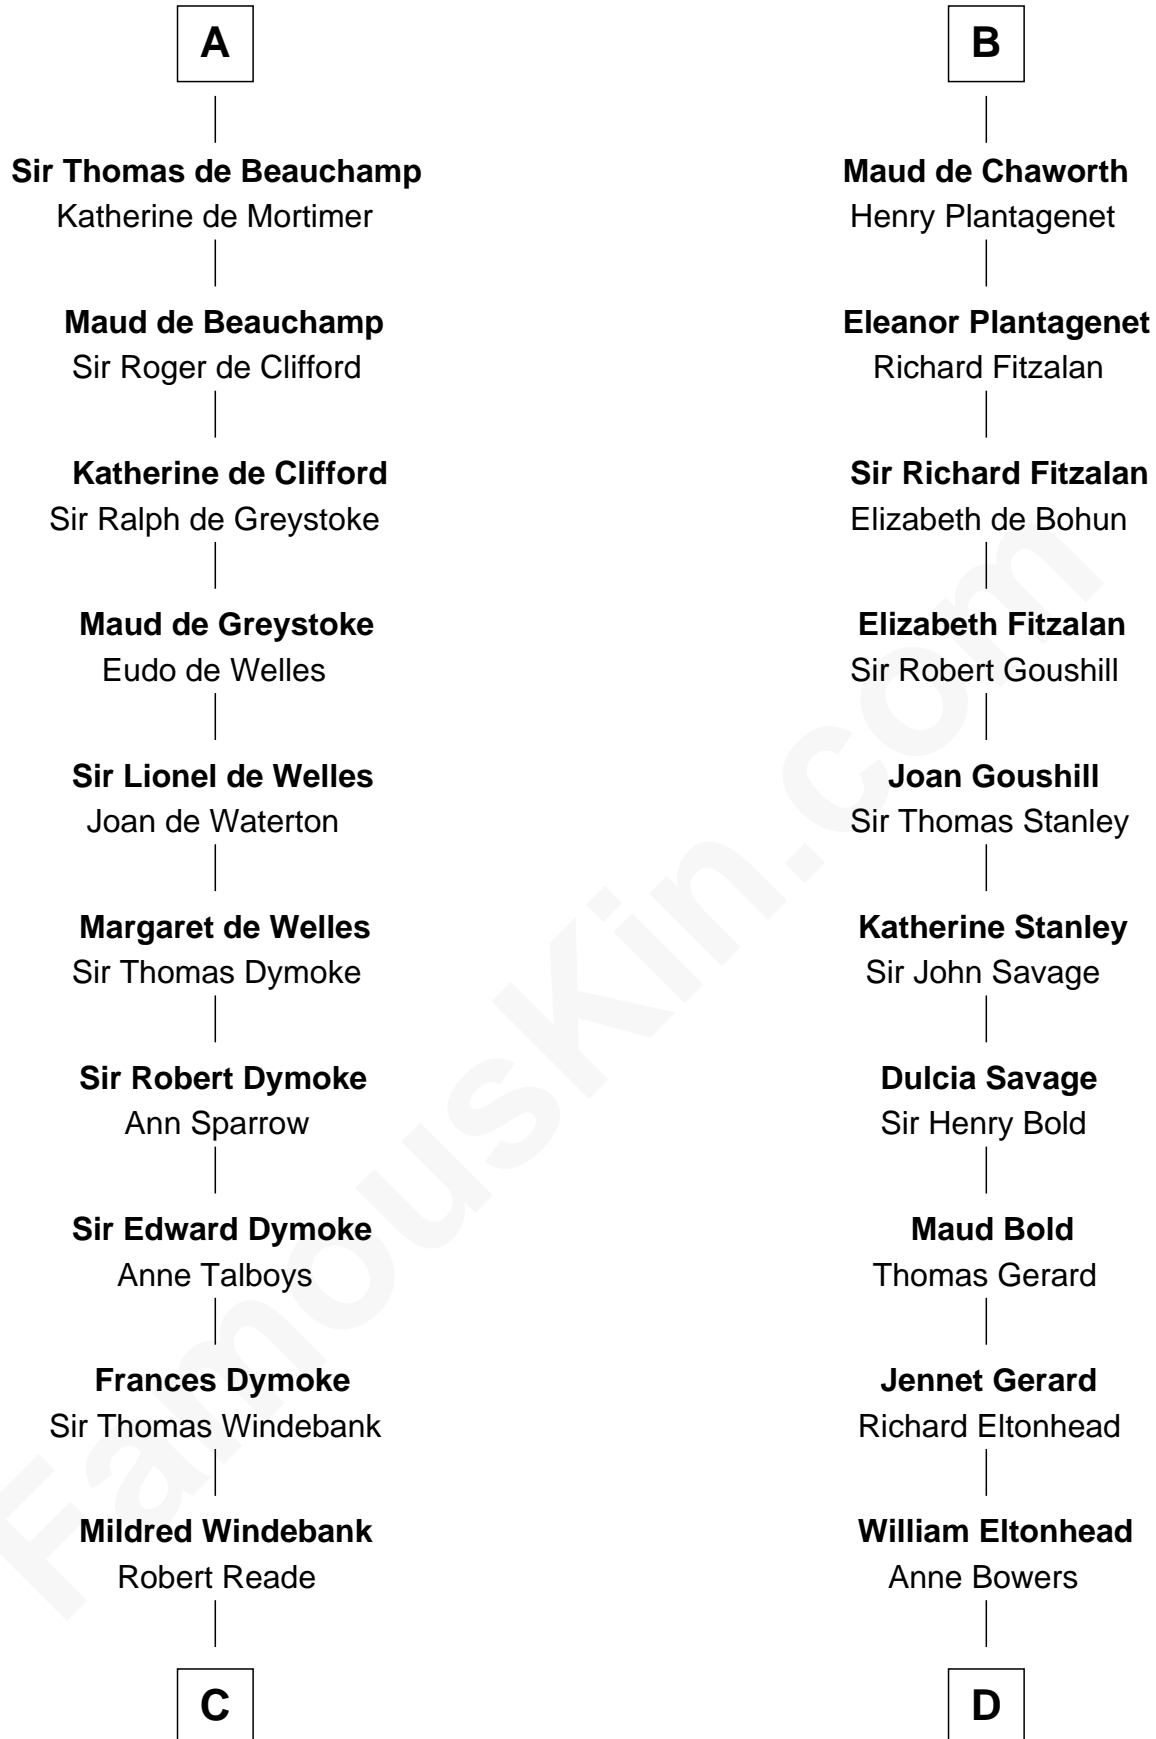 A
Sir Thomas de Beauchamp
Katherine de Mortimer
Maud de Beauchamp
Sir Roger de Clifford
Katherine de Clifford
Sir Ralph de Greystoke
Maud de Greystoke
Eudo de Welles
Sir Lionel de Welles
Joan de Waterton
Margaret de Welles
Sir Thomas Dymoke
Sir Robert Dymoke
Ann Sparrow
Sir Edward Dymoke
Anne Talboys
Frances Dymoke
Sir Thomas Windebank
Mildred Windebank
Robert Reade
C
B
Maud de Chaworth
Henry Plantagenet
Eleanor Plantagenet
Richard Fitzalan
Sir Richard Fitzalan
Elizabeth de Bohun
Elizabeth Fitzalan
Sir Robert Goushill
Joan Goushill
Sir Thomas Stanley
Katherine Stanley
Sir John Savage
Dulcia Savage
Sir Henry Bold
Maud Bold
Thomas Gerard
Jennet Gerard
Richard Eltonhead
William Eltonhead
Anne Bowers
D
FamousKin.com